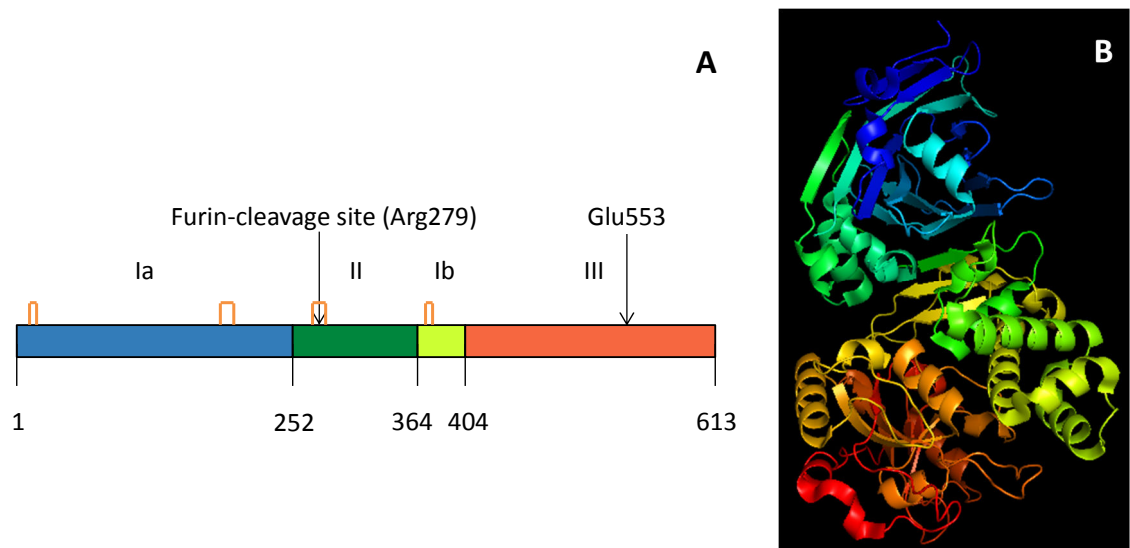 A
B
Furin-cleavage site (Arg279)
Glu553
Ia
II
Ib
III
1
252
364
404
613